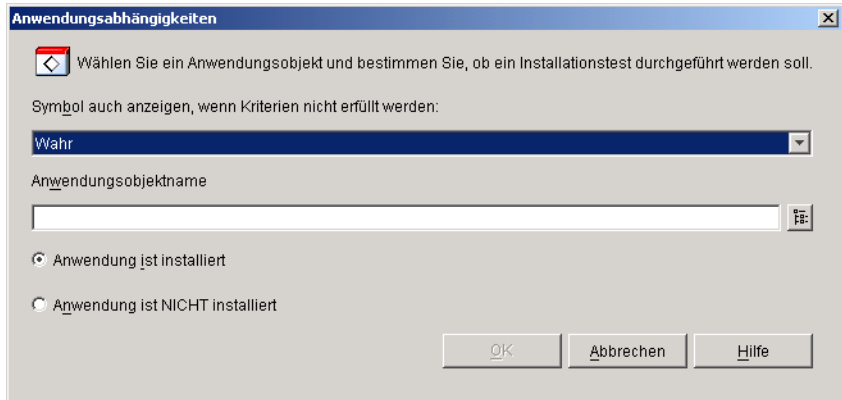 Anwendungsabhängigkeiten
Wählen Sie ein Anwendungsobjekt und bestimmen Sie, ob ein Installationstest durchgeführt werden soll.
Symbol auch anzeigen, wenn Kriterien nicht erfüllt werden:
Wahr
Anwendungsobjektname
Anwendung ist installiert
Anwendung ist NICHT installiert
OK Abbrechen Hilfe